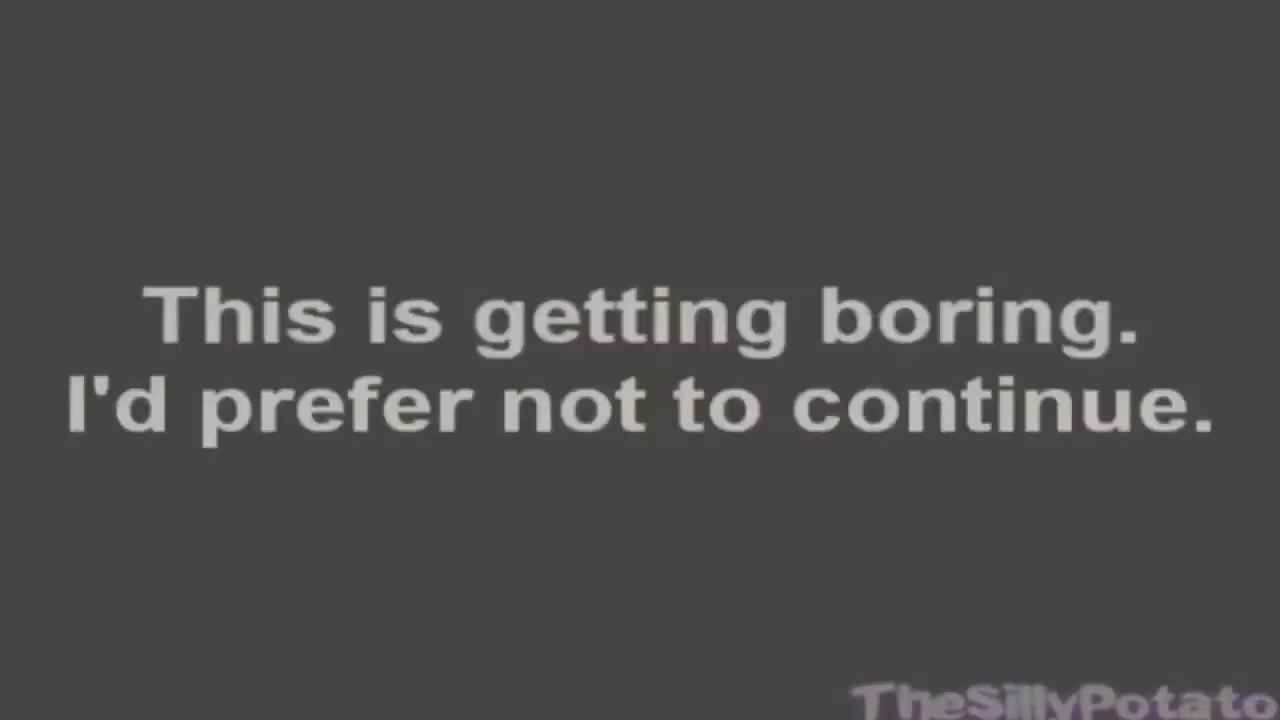 This is getting boring.
I'd prefer not to continue.
TheSillyPotato